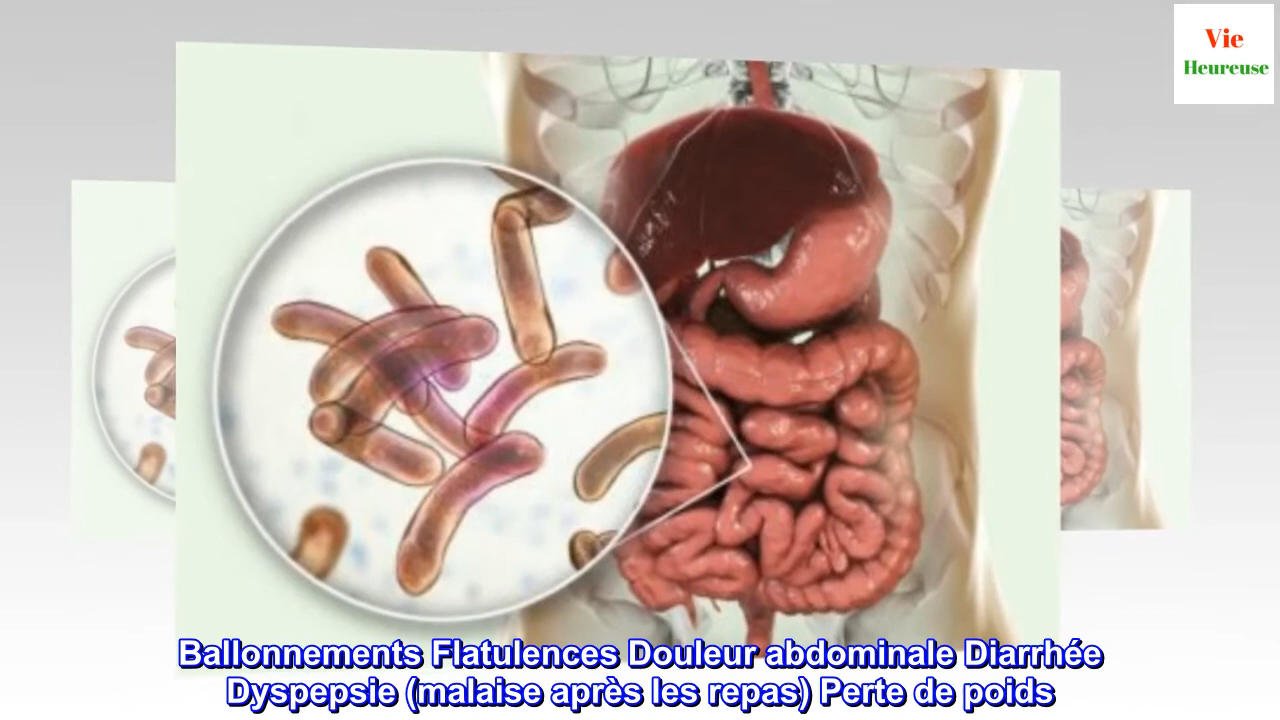 Vie
Heureuse
Ballonnements Flatulences Douleur abdominale Diarrhée
Dyspepsie (malaise après les repas) Perte de poids